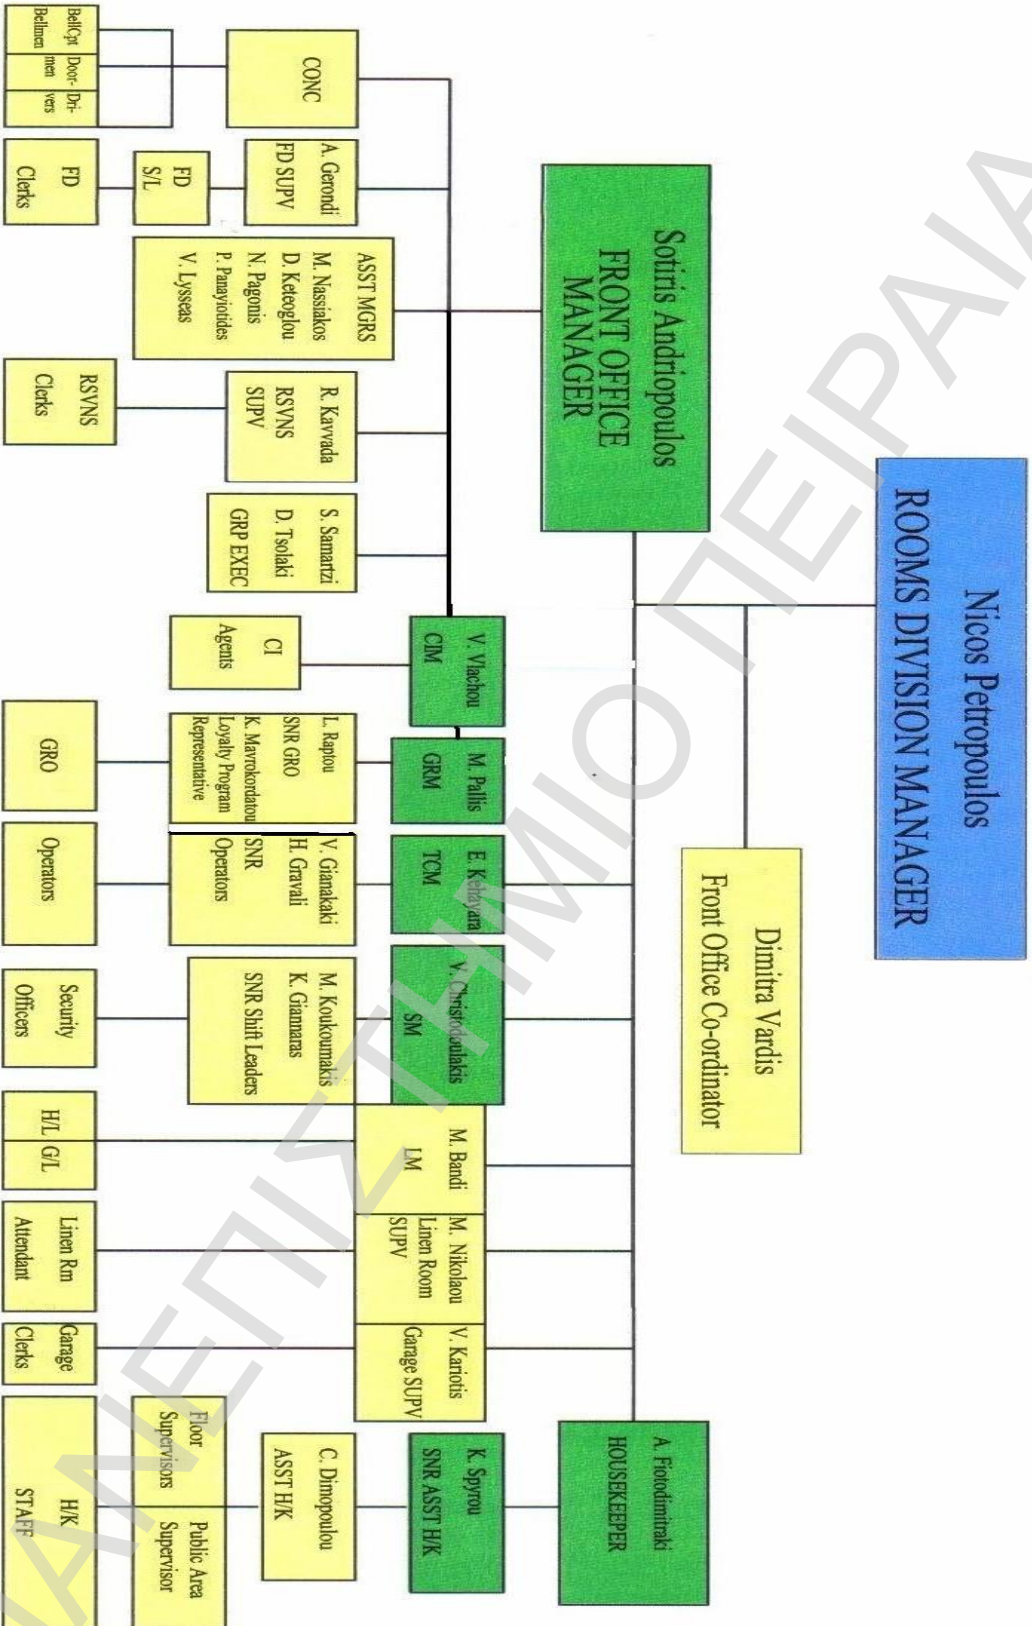 Nicos Petropoulos
ROOMS DIVISION MANAGER
Dimitra Vardis
Front Office Co-ordinator
Sotiris Andriopoulos
FRONT OFFICE
MANAGER
A. Fiotodimitraki
HOUSEKEEPER
CONC
BellCpt
Bellmen
Door-
men
Dri-
vers
A. Gerondi
FD SUPV
FD
S/L
FD
Clerks
ASST MGRS
M. Nassiakos
D. Keteoglou
N. Pagonis
P. Panayiotides
V. Lysseas
R. Kavvada
RSVNS
SUPV
RSVNS
Clerks
S. Samartzi
D. Tsolaki
GRP EXEC
V. Vlachou
CIM
CI
Agents
M. Pallis
GRM
L. Raptou
SNR GRO
K. Mavrokordatou
Loyalty Program
Representative
GRO
E.
TCM
V. Gianakaki
H. Gravali
SNR
Operators
Operators
V. Christodoulakis
SM
M. Koukoumakis
K. Giannaras
SNR Shift Leaders
Security
Officers
M. Bandi
LM
H/L G/L
M. Nikolaou
Linen Room
SUPV
Linen Rm
Attendant
V. Kariotis
Garage SUPV
Garage
Clerks
K. Spyrou
SNR ASST H/K
C. Dimopoulou
ASST H/K
Floor
Supervisors
Public Area
Supervisor
H/K
STAFF
ΠΑΝΕΠΙΣΤΗΜΙΟ ΠΕΙΡΑΙΑ